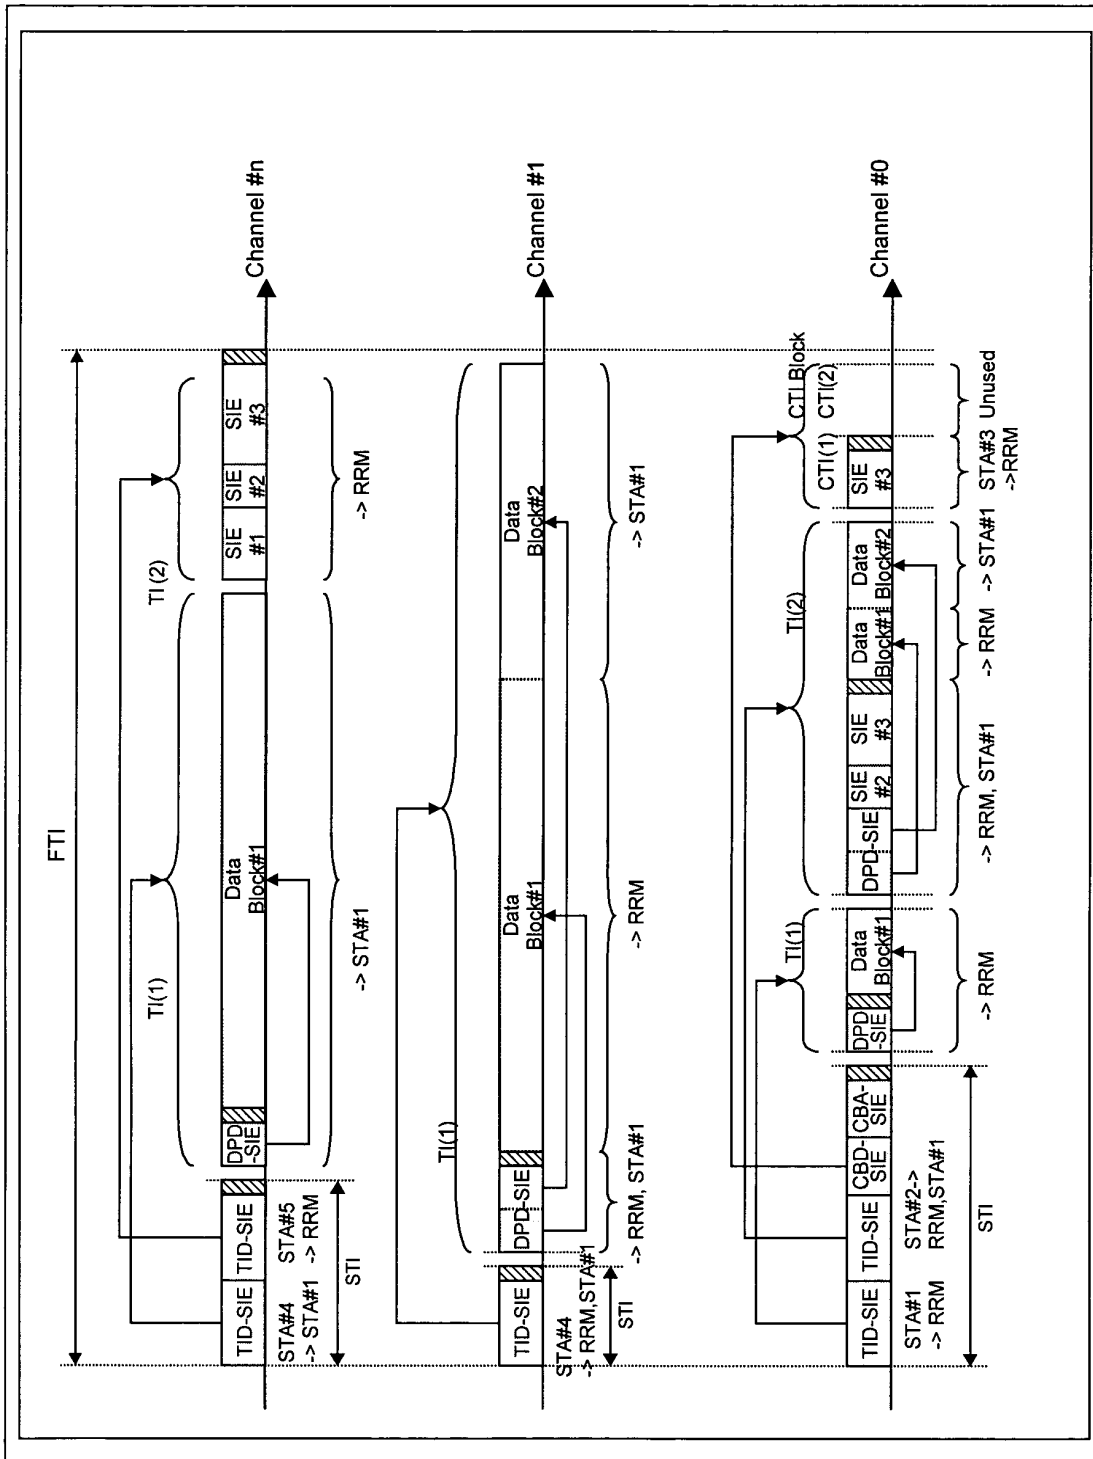 FTI
TI(1)
TI (2)
TID-SIE
TID-SIE
DPD
-SIE
Data
Block#1
SIE
#1
SIE
#2
SIE
#3
Channel #n
STA#4
-> STA#1
STA#5
-> RRM
STI
-> STA#1
-> RRM
TI(1)
TID-SIE
DPD-SIE
Data
Block#1
Data
Block#2
Channel #1
STA#4
-> RRM,STA#1
STI
-> RRM, STA#1
-> RRM
-> STA#1
TI(1)
TI(2)
CTI Block
CTI(1)
CTI(2)
TID-SIE
TID-SIE
CBD-
SIE
CBA-
SIE
DPD
-SIE
Data
Block#1
DPD-SIE
SIE
#2
SIE
#3
Data
Block#1
Data
Block#2
SIE
#3
Channel #0
STA#1
-> RRM
STA#2->
RRM,STA#1
STI
-> RRM
-> RRM, STA#1
-> RRM
-> STA#1
STA#3
->RRM
Unused